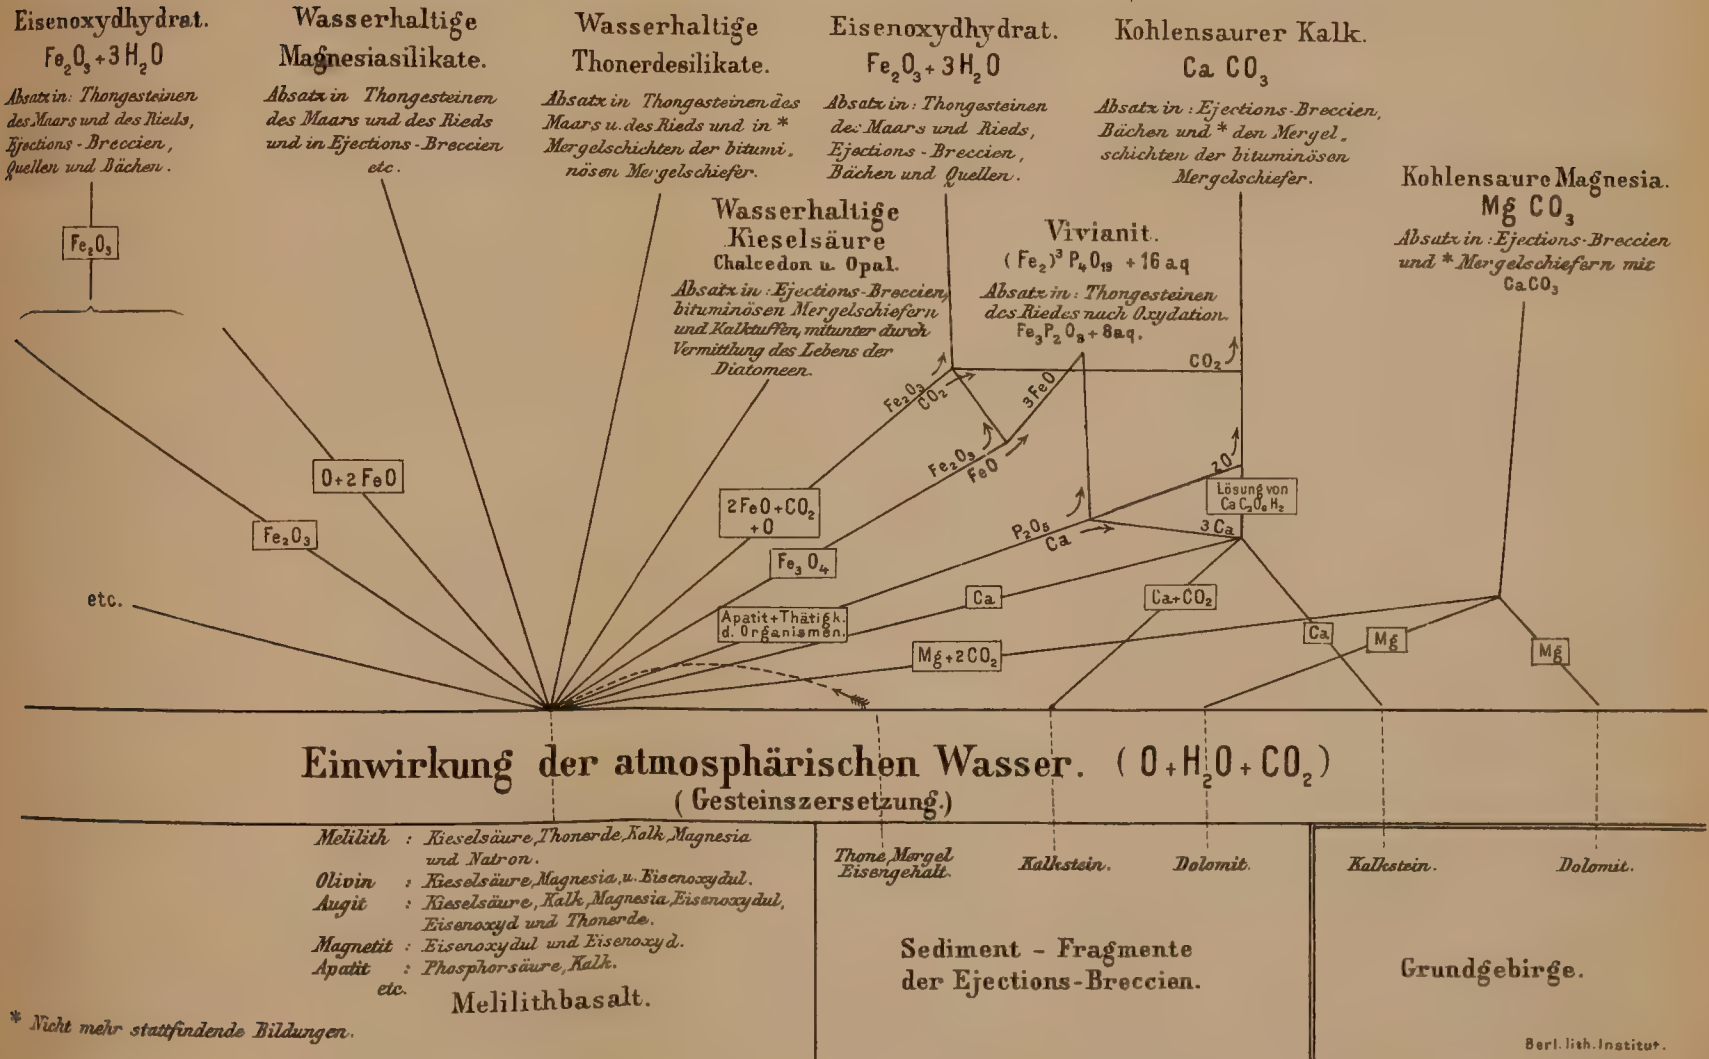 Eisenoxydhydrat.
Fe₂O₃+3H₂O
Absatz in: Thongesteinen
des Maars und des Rieds,
Ejections-Breccien,
Quellen und Bächen.
Fe₂O₃
Wasserhaltige
Magnesiasilikate.
Absatz in Thongesteinen
des Maars und des Rieds
und in Ejections-Breccien
etc.
Wasserhaltige
Thonerdesilikate.
Absatz in Thongesteinen des
Maars u. des Rieds und in *
Mergelschichten der bitumi-
nösen Mergelschiefer.
Eisenoxydhydrat.
Fe₂O₃+3H₂O
Absatz in: Thongesteinen
des Maars und Rieds,
Ejections-Breccien,
Bächen und Quellen.
Kohlensaurer Kalk.
Ca CO₃
Absatz in: Ejections-Breccien,
Bächen und * den Mergel-
schichten der bituminösen
Mergelschiefer.
Kohlensaure Magnesia.
Mg CO₃
Absatz in: Ejections-Breccien
und * Mergelschiefern mit
CaCO₃
Wasserhaltige
Kieselsäure
Chalcedon u. Opal.
Absatz in: Ejections-Breccien,
bituminösen Mergelschiefern
und Kalktuffen, mitunter durch
Vermittlung des Lebens der
Diatomeen.
Vivianit.
(Fe₂)³ P₄O₁₉ + 16 aq
Absatz in: Thongesteinen
des Riedes nach Oxydation.
Fe₃P₂O₈+8aq.
CO₂
Fe₂O₃
CO₂
3FeO
Fe₂O₃
FeO
2O
Lösung von
CaC₂O₆H₂
P₂O₅
Ca
3Ca
O+2FeO
Fe₂O₃
2FeO+CO₂
+O
Fe₃O₄
etc.
Apatit+Thätigk.
d. Organismen.
Ca
Ca+CO₂
Mg+2CO₂
Ca
Mg
Mg
Einwirkung der atmosphärischen Wasser. (O+H₂O+CO₂)
(Gesteinszersetzung.)
Melilith : Kieselsäure, Thonerde, Kalk, Magnesia
und Natron.
Olivin : Kieselsäure, Magnesia, u. Eisenoxydul.
Augit : Kieselsäure, Kalk, Magnesia, Eisenoxydul,
Eisenoxyd und Thonerde.
Magnetit : Eisenoxydul und Eisenoxyd.
Apatit : Phosphorsäure, Kalk.
etc.
Melilithbasalt.
Thone, Mergel
Eisengehalt.
Kalkstein.
Dolomit.
Sediment - Fragmente
der Ejections-Breccien.
Kalkstein.
Dolomit.
Grundgebirge.
* Nicht mehr stattfindende Bildungen.
Berl. lith. Institut.